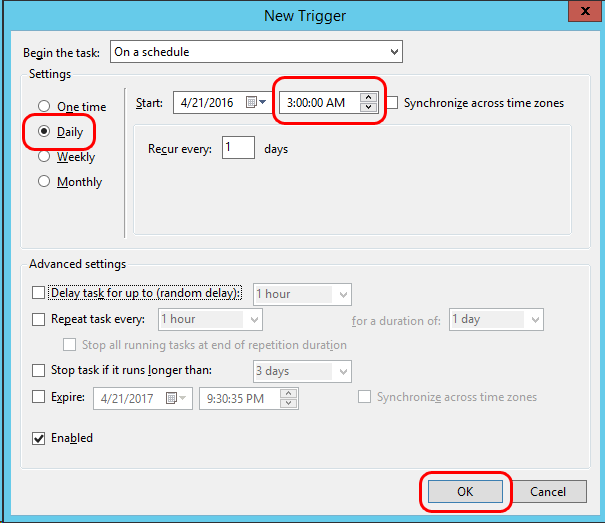 New Trigger
x
Begin the task: On a schedule
Settings
One time
Daily
Weekly
Monthly
Start: 4/21/2016 3:00:00 AM Synchronize across time zones
Recur every: 1 days
Advanced settings
Delay task for up to (random delay): 1 hour
Repeat task every: 1 hour for a duration of: 1 day
Stop all running tasks at end of repetition duration
Stop task if it runs longer than: 3 days
Expire: 4/21/2017 9:30:35 PM Synchronize across time zones
Enabled
OK Cancel